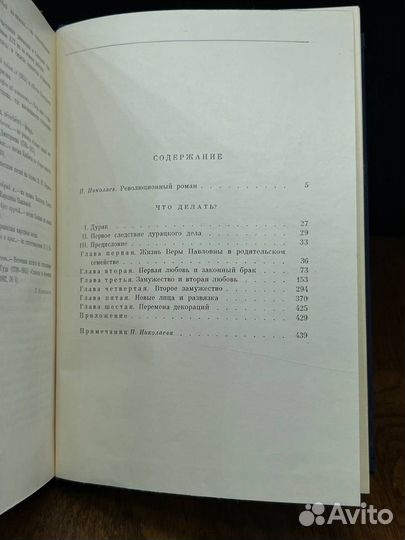 СОДЕРЖАНИЕ
П. Николаев. Революционный роман . . . . . . . . . . 5
ЧТО ДЕЛАТЬ?
I. Дурак . . . . . . . . . . 27
II. Первое следствие дурацкого дела . . . . . . . . . . 29
III. Предисловие . . . . . . . . . . 33
Глава первая. Жизнь Веры Павловны в родительском
семействе . . . . . . . . . . 36
Глава вторая. Первая любовь и законный брак . . . . . 73
Глава третья. Замужество и вторая любовь . . . . . 153
Глава четвертая. Второе замужество . . . . . . . 294
Глава пятая. Новые лица и развязка . . . . . . . 370
Глава шестая. Перемена декораций . . . . . . . 425
Приложение . . . . . . . . . . 429
Примечания П. Николаева . . . . . . . . . . 439
Avito